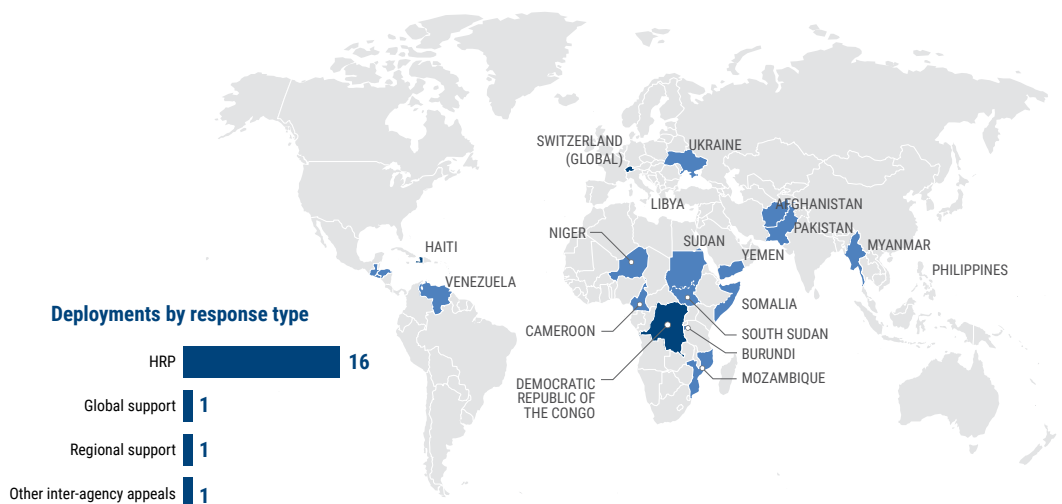 SWITZERLAND
(GLOBAL)
UKRAINE
LIBYA
AFGHANISTAN
PAKISTAN
NIGER
SUDAN
YEMEN
MYANMAR
HAITI
PHILIPPINES
VENEZUELA
SOMALIA
CAMEROON
SOUTH SUDAN
BURUNDI
MOZAMBIQUE
DEMOCRATIC
REPUBLIC OF
THE CONGO
Deployments by response type
HRP 16
Global support 1
Regional support 1
Other inter-agency appeals 1